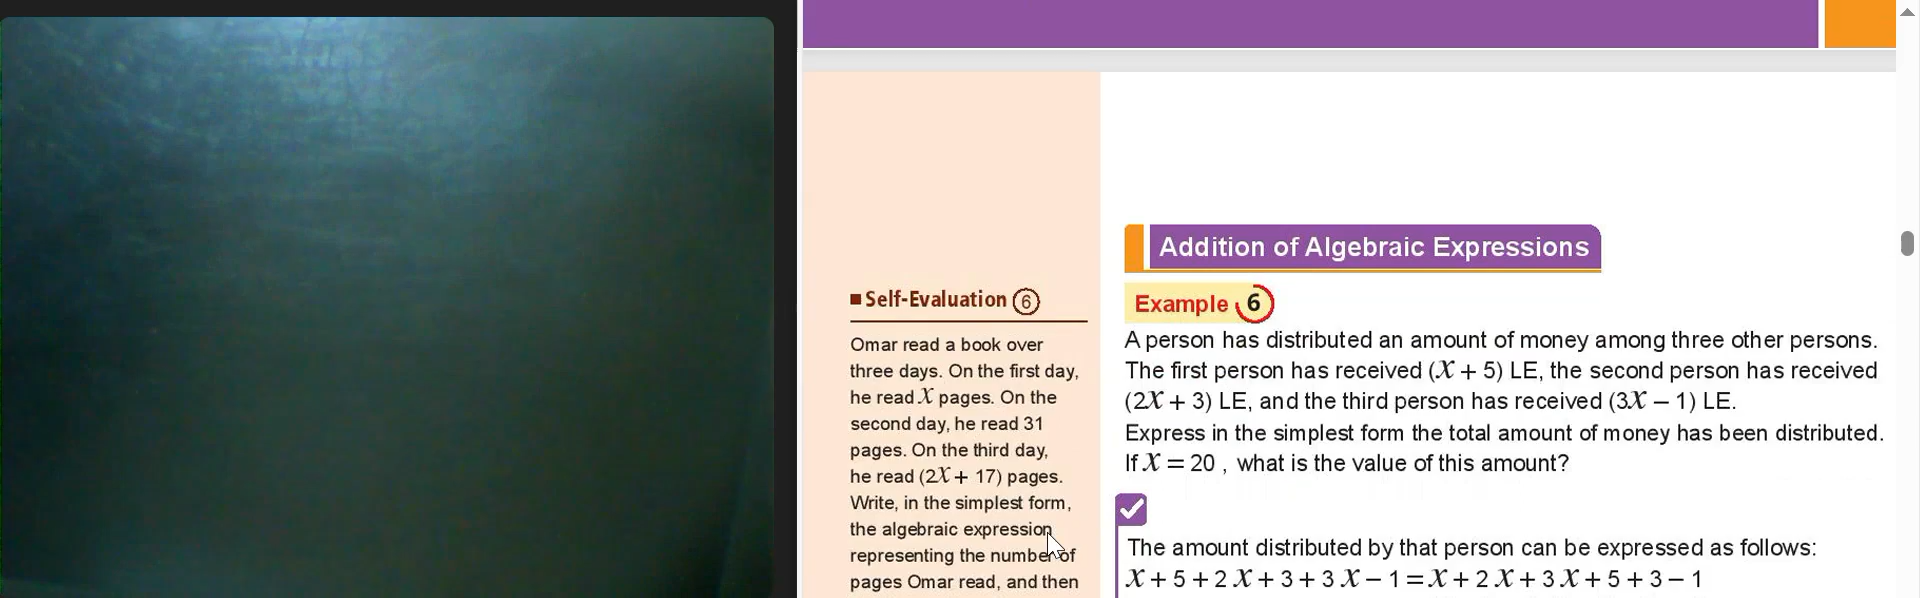 Addition of Algebraic Expressions
Example 6
A person has distributed an amount of money among three other persons.
The first person has received (x + 5) LE, the second person has received
(2x + 3) LE, and the third person has received (3x − 1) LE.
Express in the simplest form the total amount of money has been distributed.
If x = 20 , what is the value of this amount?
The amount distributed by that person can be expressed as follows:
x + 5 + 2 x + 3 + 3 x − 1 = x + 2 x + 3 x + 5 + 3 − 1
Self-Evaluation 6
Omar read a book over
three days. On the first day,
he read x pages. On the
second day, he read 31
pages. On the third day,
he read (2x + 17) pages.
Write, in the simplest form,
the algebraic expression
representing the number of
pages Omar read, and then